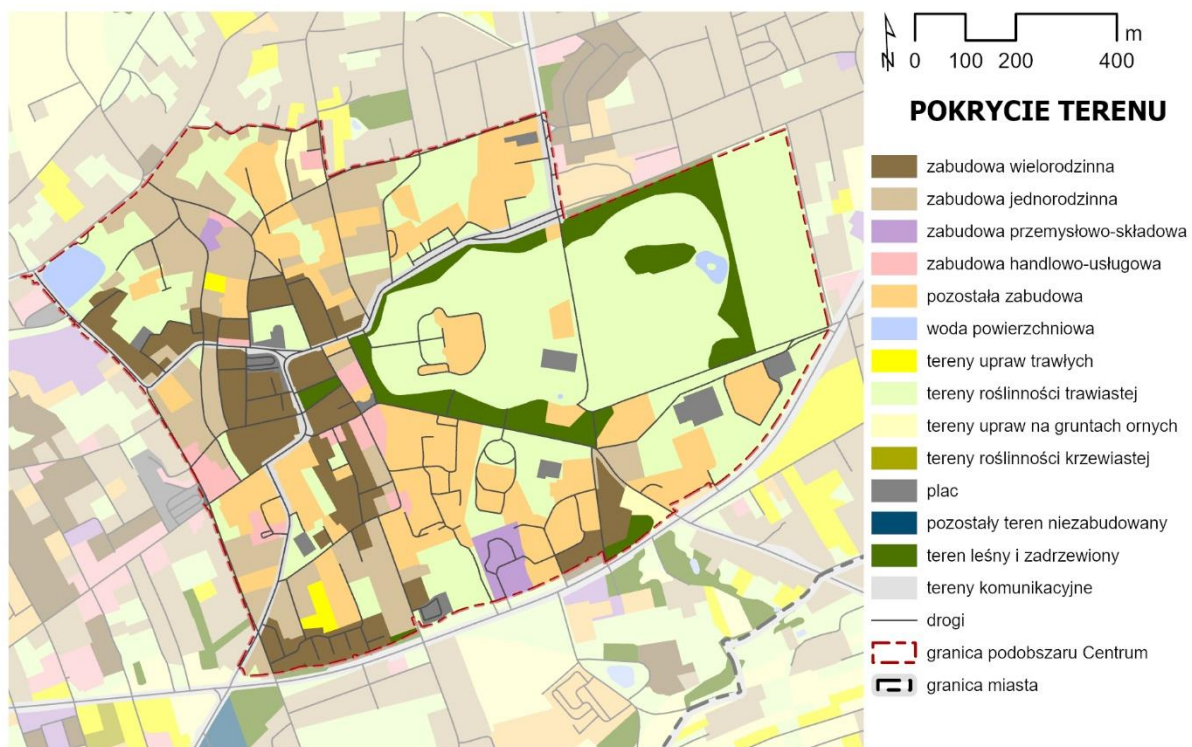 N
m
0 100 200 400
POKRYCIE TERENU
zabudowa wielorodzinna
zabudowa jednorodzinna
zabudowa przemysłowo-składowa
zabudowa handlowo-usługowa
pozostała zabudowa
woda powierzchniowa
tereny upraw trawłych
tereny roślinności trawiastej
tereny upraw na gruntach ornych
tereny roślinności krzewiastej
plac
pozostały teren niezabudowany
teren leśny i zadrzewiony
tereny komunikacyjne
drogi
granica podobszaru Centrum
granica miasta